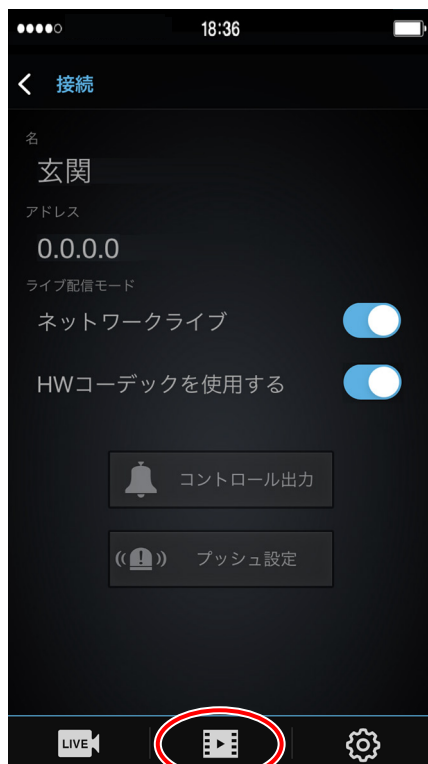 18:36
接続
名
玄関
アドレス
0.0.0.0
ライブ配信モード
ネットワークライブ
HWコーデックを使用する
コントロール出力
プッシュ設定
LIVE